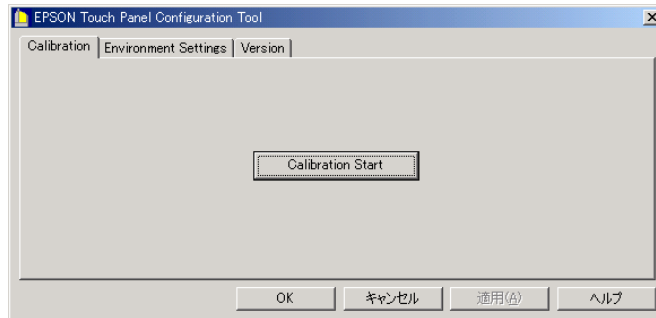 EPSON Touch Panel Configuration Tool
Calibration Environment Settings Version
Calibration Start
OK キャンセル 適用(A) ヘルプ